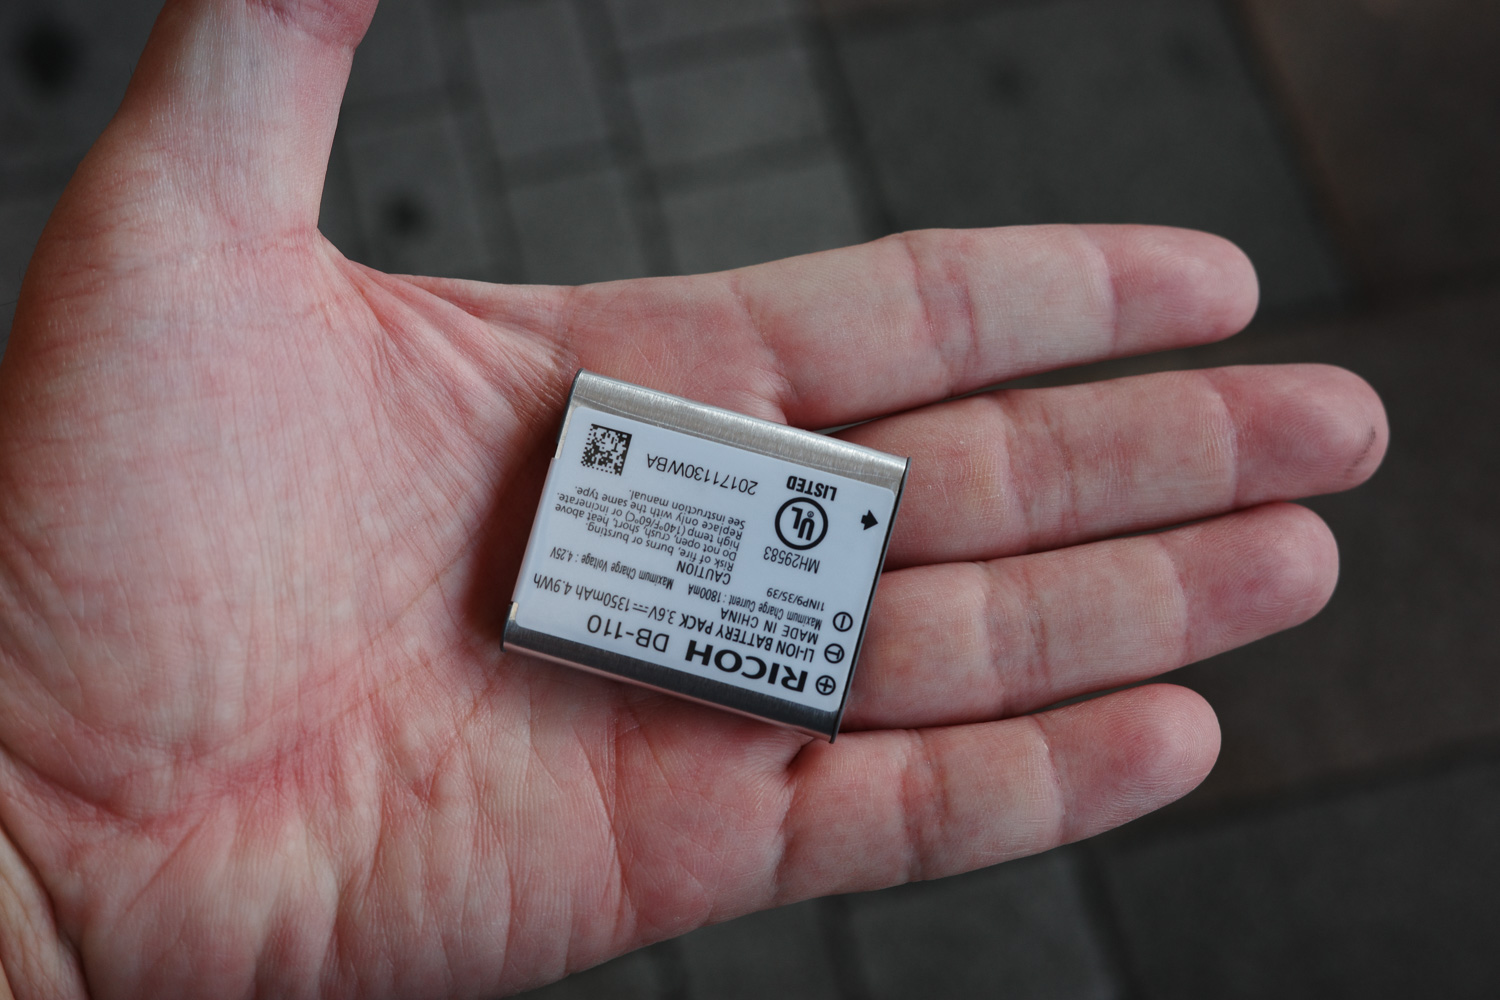 RICOH DB-110
LI-ION BATTERY PACK 3.6V⎓1350mAh 4.9Wh
MADE IN CHINA
Maximum Charge Current : 1800mA Maximum Charge Voltage : 4.25V
1INP9/35/39
CAUTION
Risk of fire, burns or bursting.
Do not open, crush, short, heat above
high temp (140°F/60°C) or incinerate.
Replace only with the same type.
See instruction manual.
MH29583
UL®
LISTED
20171130WBA